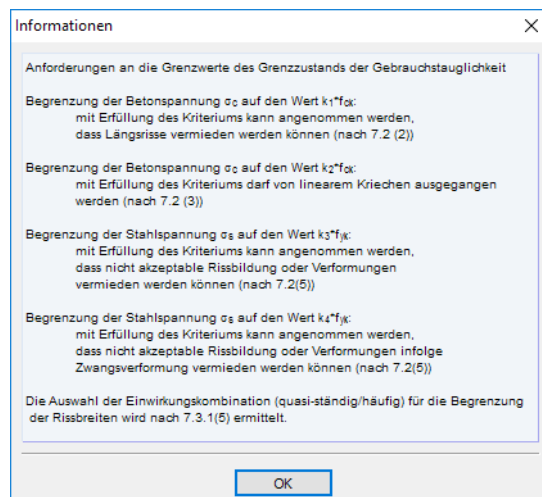 Informationen
Anforderungen an die Grenzwerte des Grenzzustands der Gebrauchstauglichkeit
Begrenzung der Betonspannung σc auf den Wert k1*fck:
mit Erfüllung des Kriteriums kann angenommen werden,
dass Längsrisse vermieden werden können (nach 7.2 (2))
Begrenzung der Betonspannung σc auf den Wert k2*fck:
mit Erfüllung des Kriteriums darf von linearem Kriechen ausgegangen
werden (nach 7.2 (3))
Begrenzung der Stahlspannung σs auf den Wert k3*fyk:
mit Erfüllung des Kriteriums kann angenommen werden,
dass nicht akzeptable Rissbildung oder Verformungen
vermieden werden können (nach 7.2(5))
Begrenzung der Stahlspannung σs auf den Wert k4*fyk:
mit Erfüllung des Kriteriums kann angenommen werden,
dass nicht akzeptable Rissbildung oder Verformungen infolge
Zwangsverformung vermieden werden können (nach 7.2(5))
Die Auswahl der Einwirkungskombination (quasi-ständig/häufig) für die Begrenzung
der Rissbreiten wird nach 7.3.1(5) ermittelt.
OK